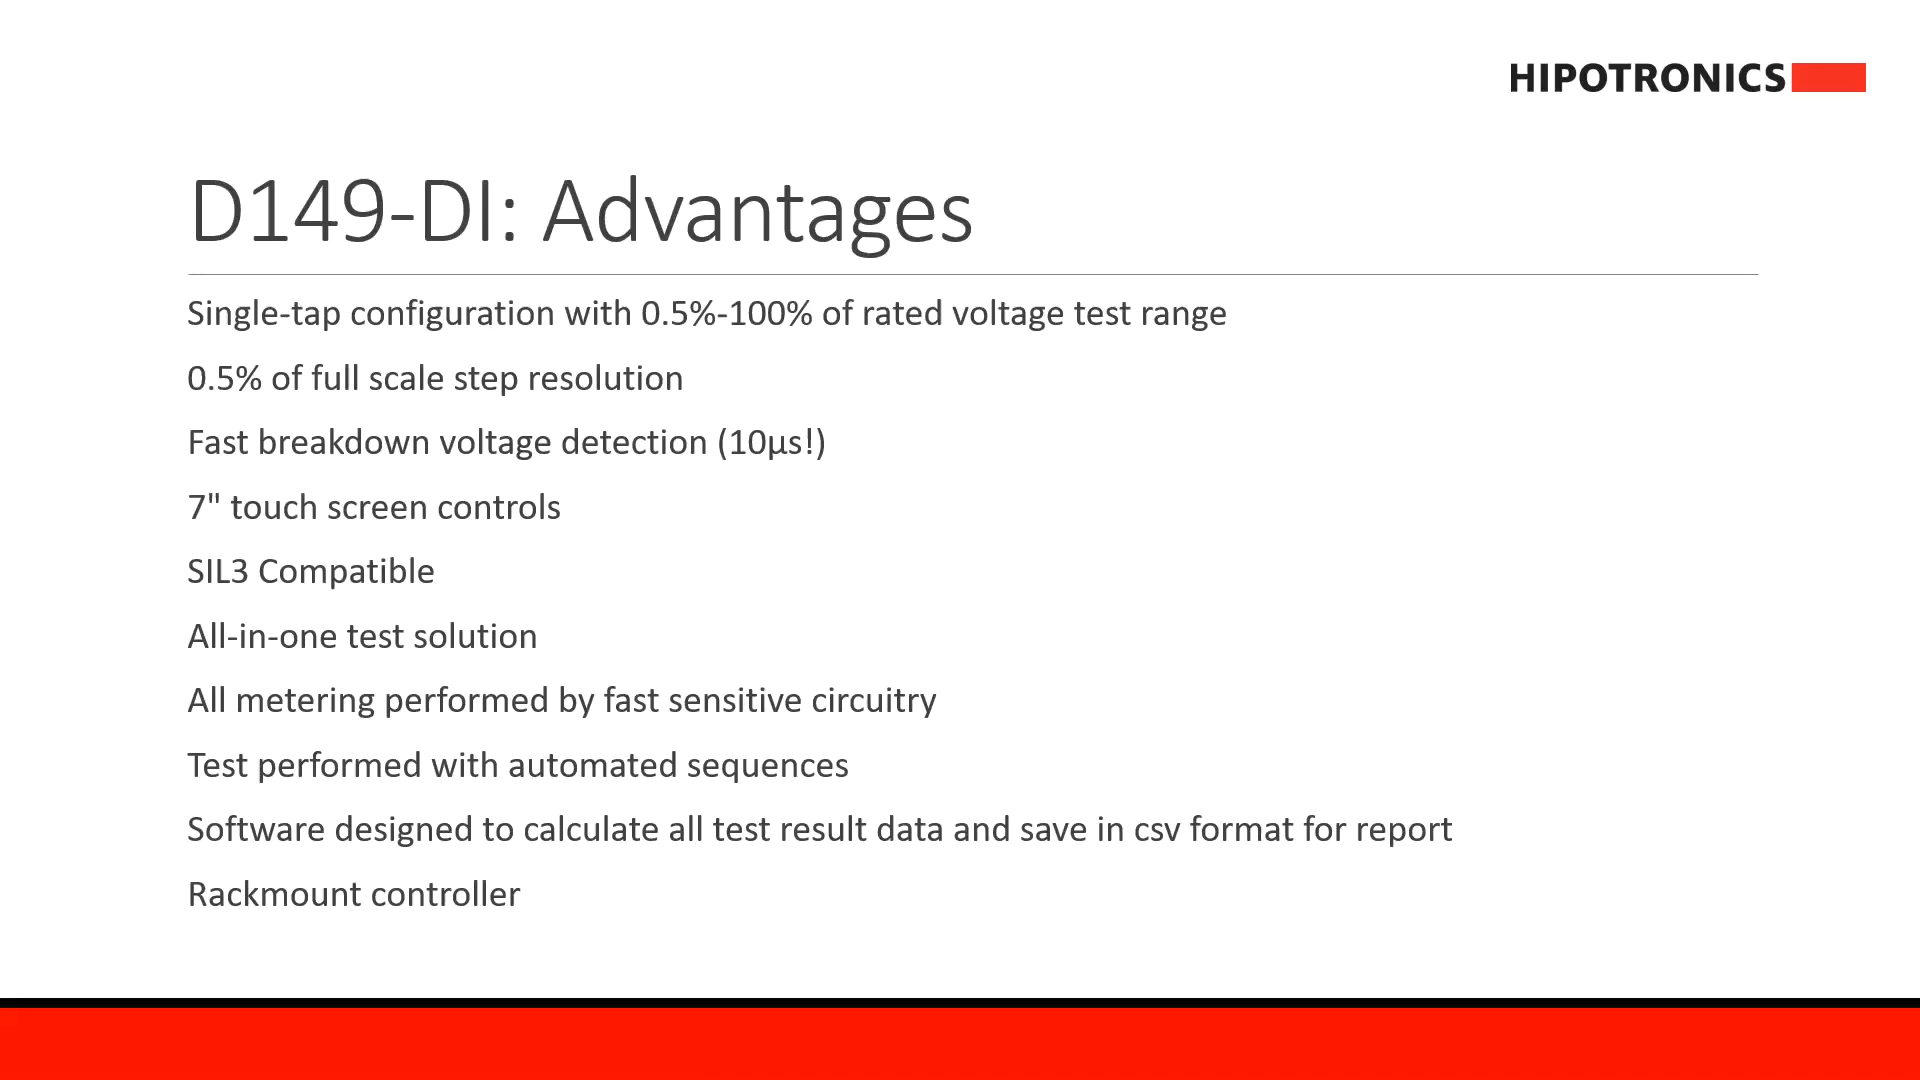 HIPOTRONICS
D149-DI: Advantages
Single-tap configuration with 0.5%-100% of rated voltage test range
0.5% of full scale step resolution
Fast breakdown voltage detection (10µs!)
7" touch screen controls
SIL3 Compatible
All-in-one test solution
All metering performed by fast sensitive circuitry
Test performed with automated sequences
Software designed to calculate all test result data and save in csv format for report
Rackmount controller